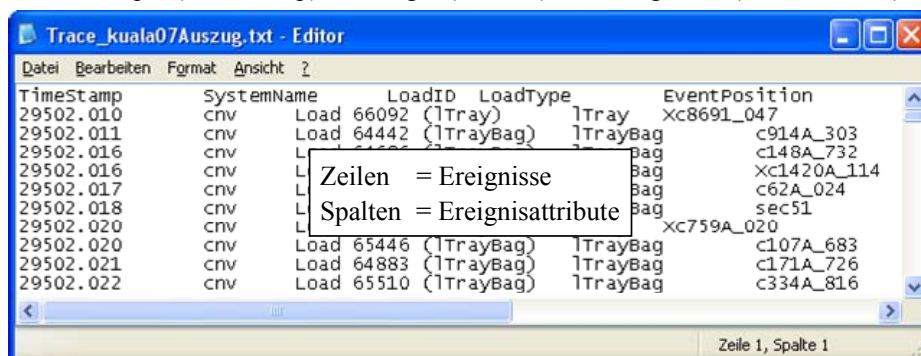 Trace_kuala07Auszug.txt - Editor
Datei Bearbeiten Format Ansicht ?
TimeStamp SystemName LoadID LoadType EventPosition
29502.010 cnv Load 66092 (lTray) lTray Xc8691_047
29502.011 cnv Load 64442 (lTrayBag) lTrayBag c914A_303
29502.016 cnv Bag c148A_732
29502.016 cnv Bag Xc1420A_114
29502.017 cnv Bag c62A_024
29502.018 cnv Bag sec51
29502.020 cnv Xc759A_020
29502.020 cnv Load 65446 (lTrayBag) lTrayBag c107A_683
29502.021 cnv Load 64883 (lTrayBag) lTrayBag c171A_726
29502.022 cnv Load 65510 (lTrayBag) lTrayBag c334A_816
Zeilen = Ereignisse
Spalten = Ereignisattribute
Zeile 1, Spalte 1